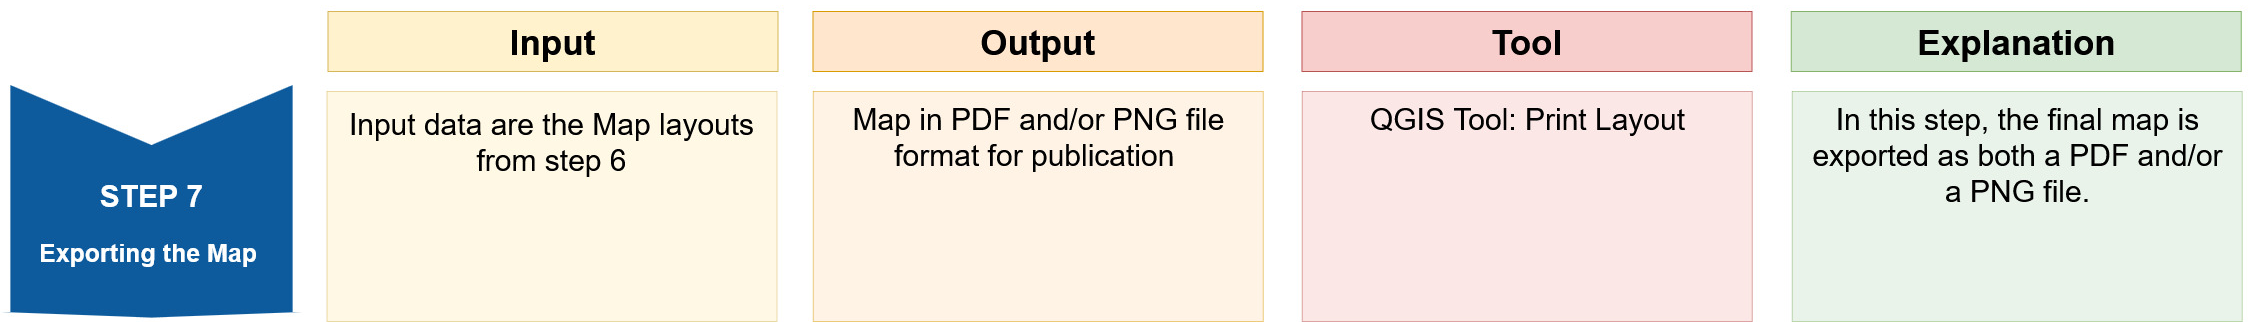 Input
Output
Tool
Explanation
STEP 7
Exporting the Map
Input data are the Map layouts
from step 6
Map in PDF and/or PNG file
format for publication
QGIS Tool: Print Layout
In this step, the final map is
exported as both a PDF and/or
a PNG file.